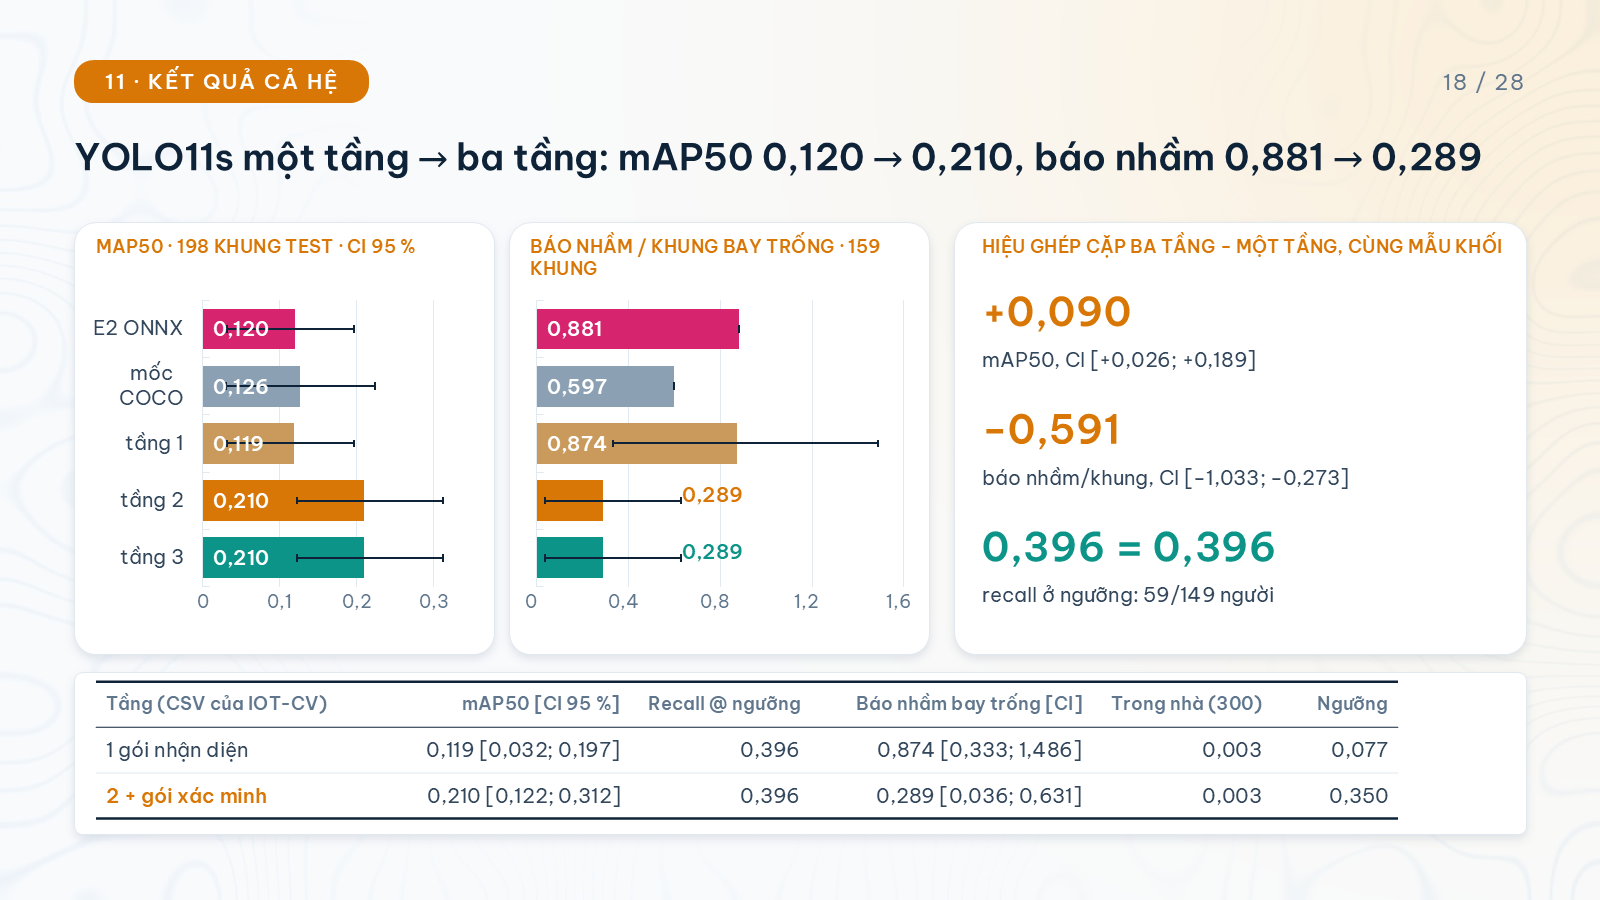 11 · KẾT QUẢ CẢ HỆ
18 / 28
YOLO11s một tầng → ba tầng: mAP50 0,120 → 0,210, báo nhầm 0,881 → 0,289
MAP50 · 198 KHUNG TEST · CI 95 %
E2 ONNX
0,120
mốc
COCO
0,126
tầng 1
0,119
tầng 2
0,210
tầng 3
0,210
0
0,1
0,2
0,3
BÁO NHẦM / KHUNG BAY TRỐNG · 159
KHUNG
0,881
0,597
0,874
0,289
0,289
0
0,4
0,8
1,2
1,6
HIỆU GHÉP CẶP BA TẦNG − MỘT TẦNG, CÙNG MẪU KHỐI
+0,090
mAP50, CI [+0,026; +0,189]
−0,591
báo nhầm/khung, CI [−1,033; −0,273]
0,396 = 0,396
recall ở ngưỡng: 59/149 người
Tầng (CSV của IOT-CV) mAP50 [CI 95 %] Recall @ ngưỡng Báo nhầm bay trống [CI] Trong nhà (300) Ngưỡng
1 gói nhận diện 0,119 [0,032; 0,197] 0,396 0,874 [0,333; 1,486] 0,003 0,077
2 + gói xác minh 0,210 [0,122; 0,312] 0,396 0,289 [0,036; 0,631] 0,003 0,350